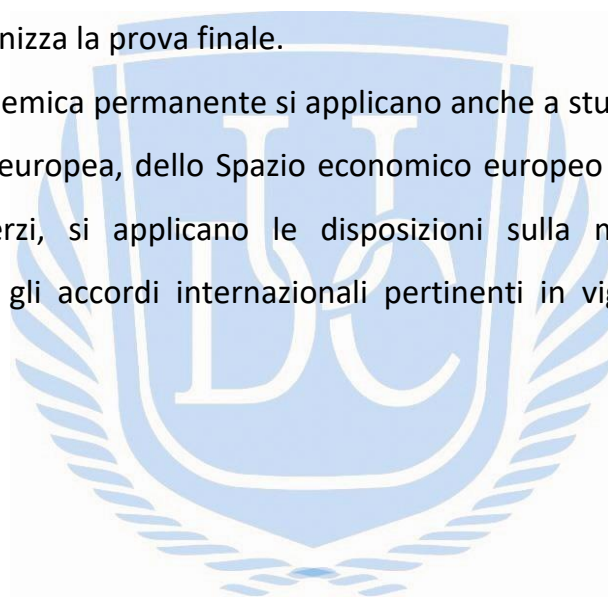 nizza la prova finale.
emica permanente si applicano anche a stu
europea, dello Spazio economico europeo
erzi, si applicano le disposizioni sulla m
gli accordi internazionali pertinenti in vig
UDC